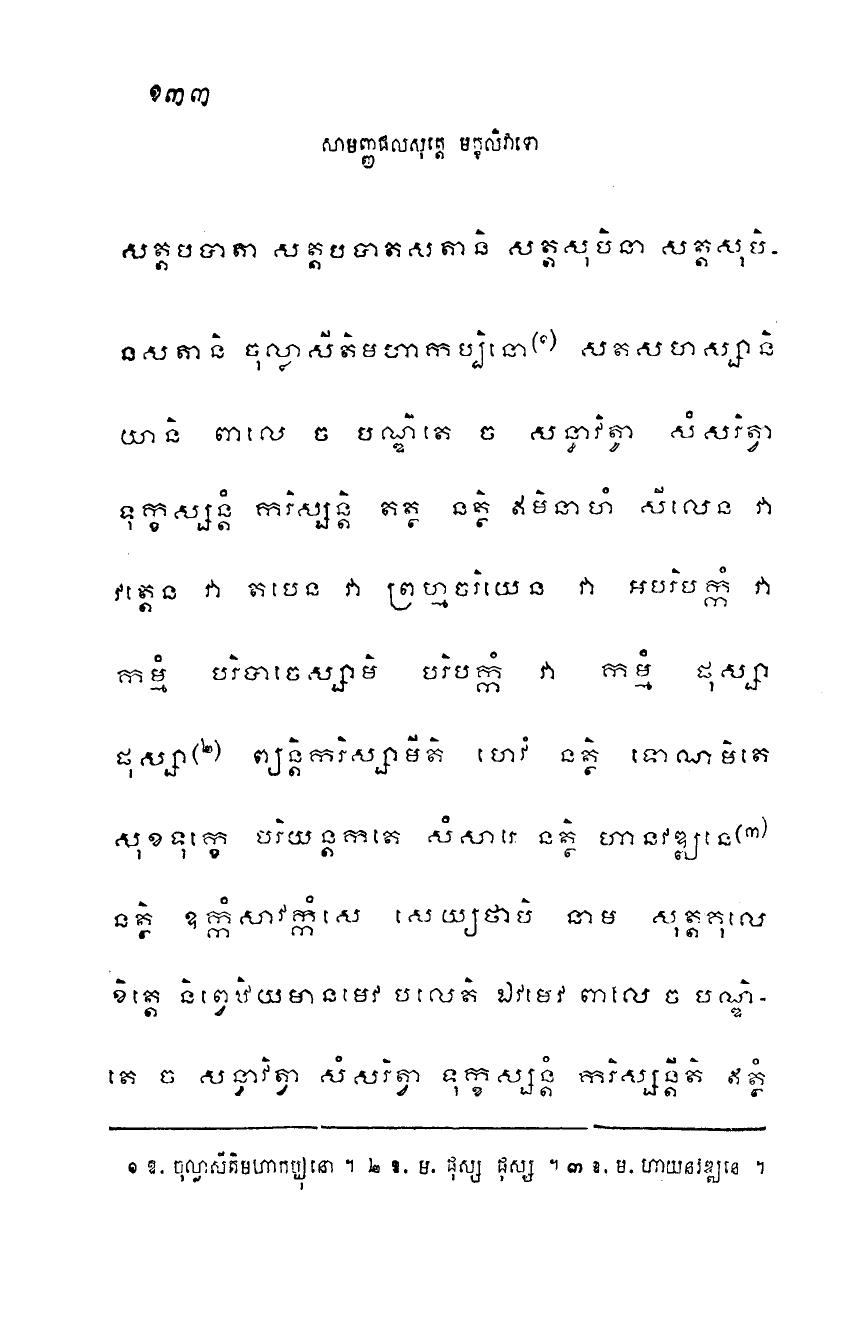 ១៣៣
សាមញ្ញផលសុត្តេ មក្ខលិវាទោ
សត្តបទាតា សត្តបទាតសតានិ សត្តសុបិនា សត្តសុបិ-
នសតានិ ចុល្លាសីតិមហាកប្បិនោ(១) សតសហស្សានិ
យានិ ពាលេ ច បណ្ឌិតេ ច សន្ធាវិត្វា សំសរិត្វា
ទុក្ខស្សន្តំ ករិស្សន្តិ តត្ថ នត្ថិ ឥមិនាហំ សីលេន វា
វត្តេន វា តបេន វា ព្រហ្មចរិយេន វា អបរិបក្កំ វា
កម្មំ បរិទាចេស្សាមិ បរិបក្កំ វា កម្មំ ផុស្សា
ផុស្សា(២) ព្យន្តិករិស្សាមីតិ ហេវំ នត្ថិ ទោណមិតេ
សុខទុក្ខេ បរិយន្តកតេ សំសារេ នត្ថិ ហានវឌ្ឍនេ(៣)
នត្ថិ ឧក្កំសាវក្កំសេ សេយ្យថាបិ នាម សុត្តគុលេ
ខិត្តេ និព្វេឋិយមានមេវ បលេតិ ឯវមេវ ពាលេ ច បណ្ឌិ-
តេ ច សន្ធាវិត្វា សំសរិត្វា ទុក្ខស្សន្តំ ករិស្សន្តីតិ ឥត្ថំ
១ ឱ. ចុល្លាសីតិមហាកប្បុនោ ។ ២ ឱ. ម. ផុស្ស ផុស្ស ។ ៣ ឱ. ម. ហាយនវឌ្ឍនេ ។